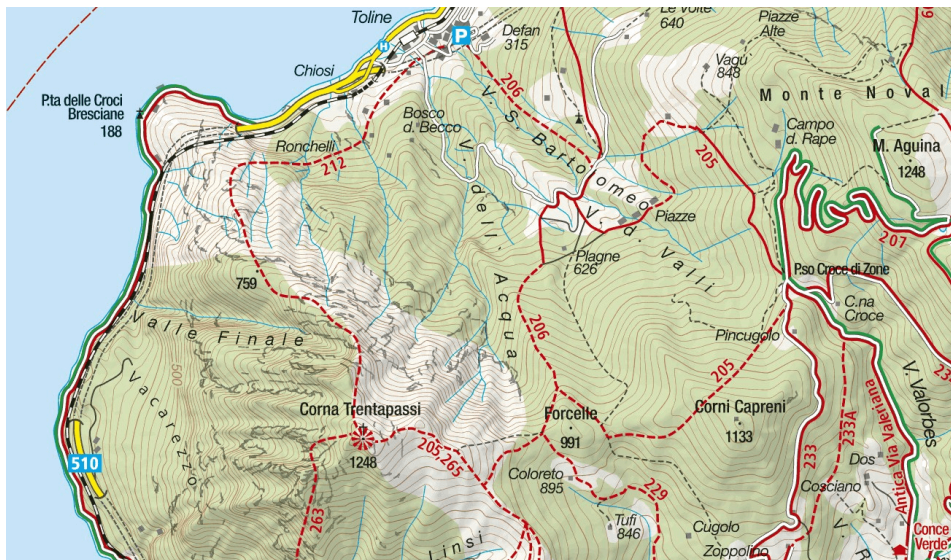 Toline
P
H
Defan
315
Le Volte
640
Piazze
Alte
Chiosi
Vagù
848
P.ta delle Croci
Bresciane
188
206
V. S. Bartolomeo
Monte Noval
Bosco
d. Becco
Campo
d. Rape
Ronchelli
212
V. dell' Acqua
205
M. Aguina
1248
Piazze
207
Plagne
626
V. d. Valli
P.so Croce di Zone
759
C.na
Croce
Valle Finale
206
Pincugolo
500
205
Vacarezzo
V. Valorbes
Corna Trentapassi
1248
Forcelle
991
Corni Capreni
1133
233
233A
Antica Via Valeriana
510
205
265
Coloreto
895
229
Dos
Cosciano
263
Tufi
846
Cugolo
Conce
Verde
Linsi
Zoppolino